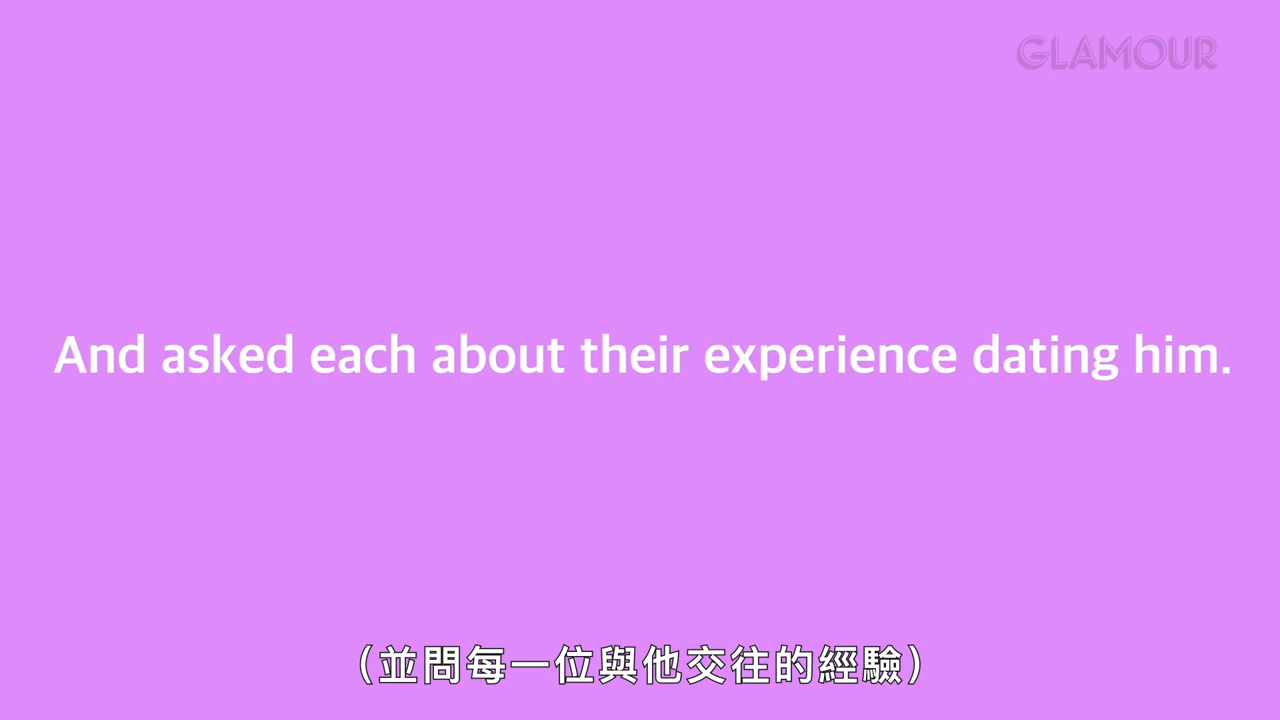 GLAMOUR
And asked each about their experience dating him.
（並問每一位與他交往的經驗）